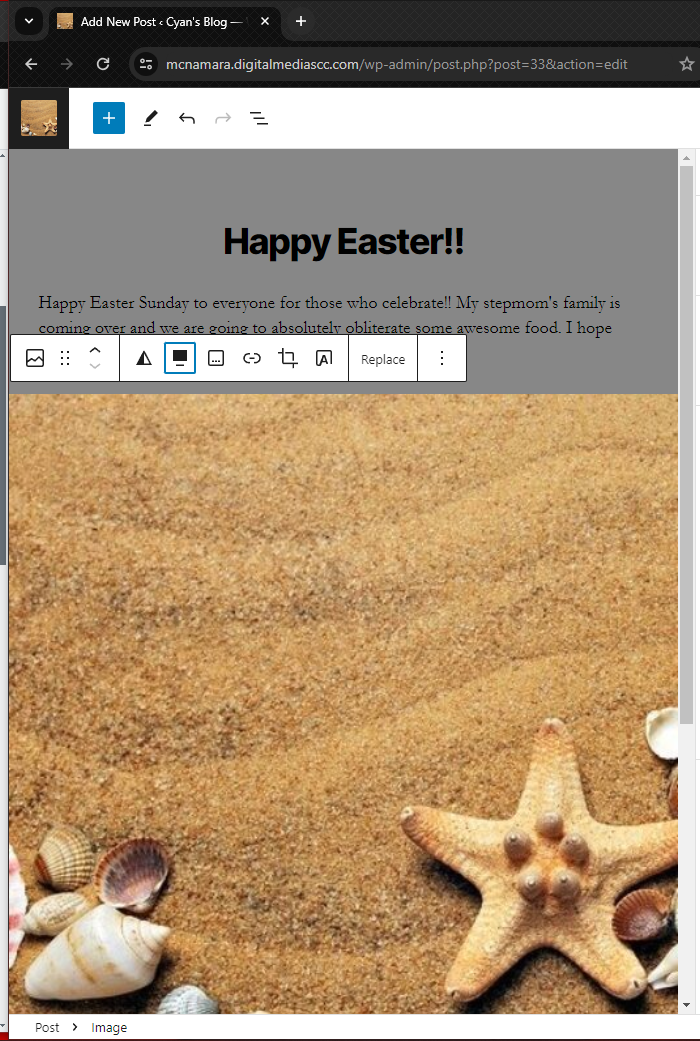 Add New Post ‹ Cyan's Blog —
mcnamara.digitalmediascc.com/wp-admin/post.php?post=33&action=edit
Happy Easter!!
Happy Easter Sunday to everyone for those who celebrate!! My stepmom's family is
coming over and we are going to absolutely obliterate some awesome food. I hope
A
Replace
Post
Image